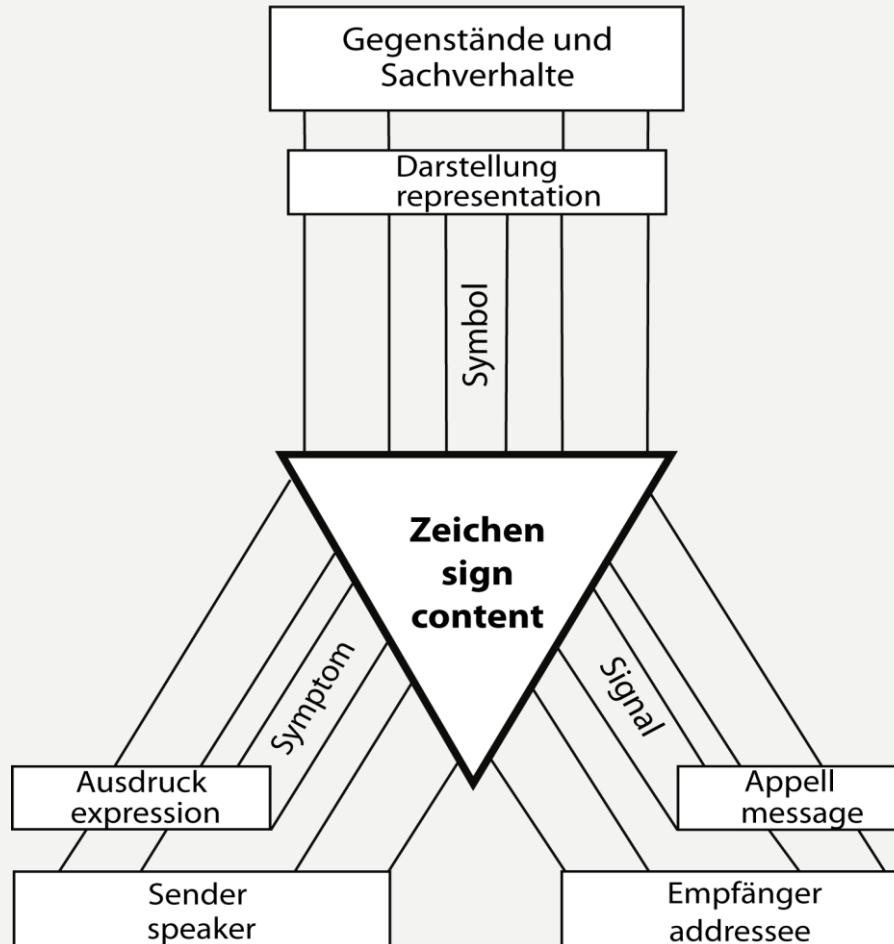 Gegenstände und
Sachverhalte
Darstellung
representation
Symbol
Zeichen
sign
content
Symptom
Signal
Ausdruck
expression
Appell
message
Sender
speaker
Empfänger
addressee